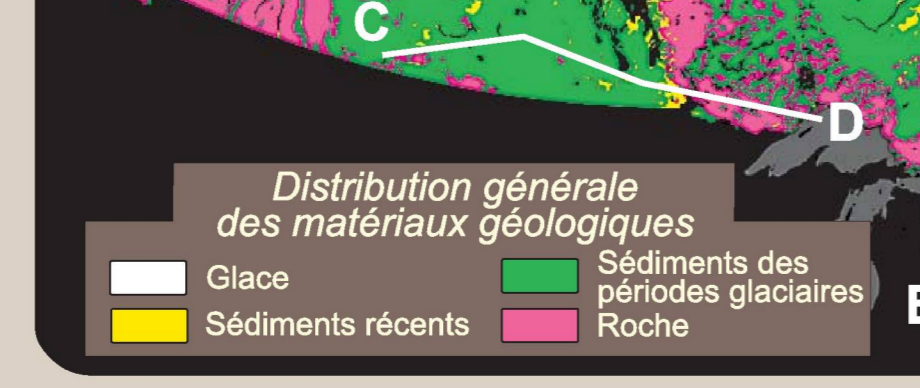 C
D
Distribution générale
des matériaux géologiques
Glace
Sédiments récents
Sédiments des
périodes glaciaires
Roche